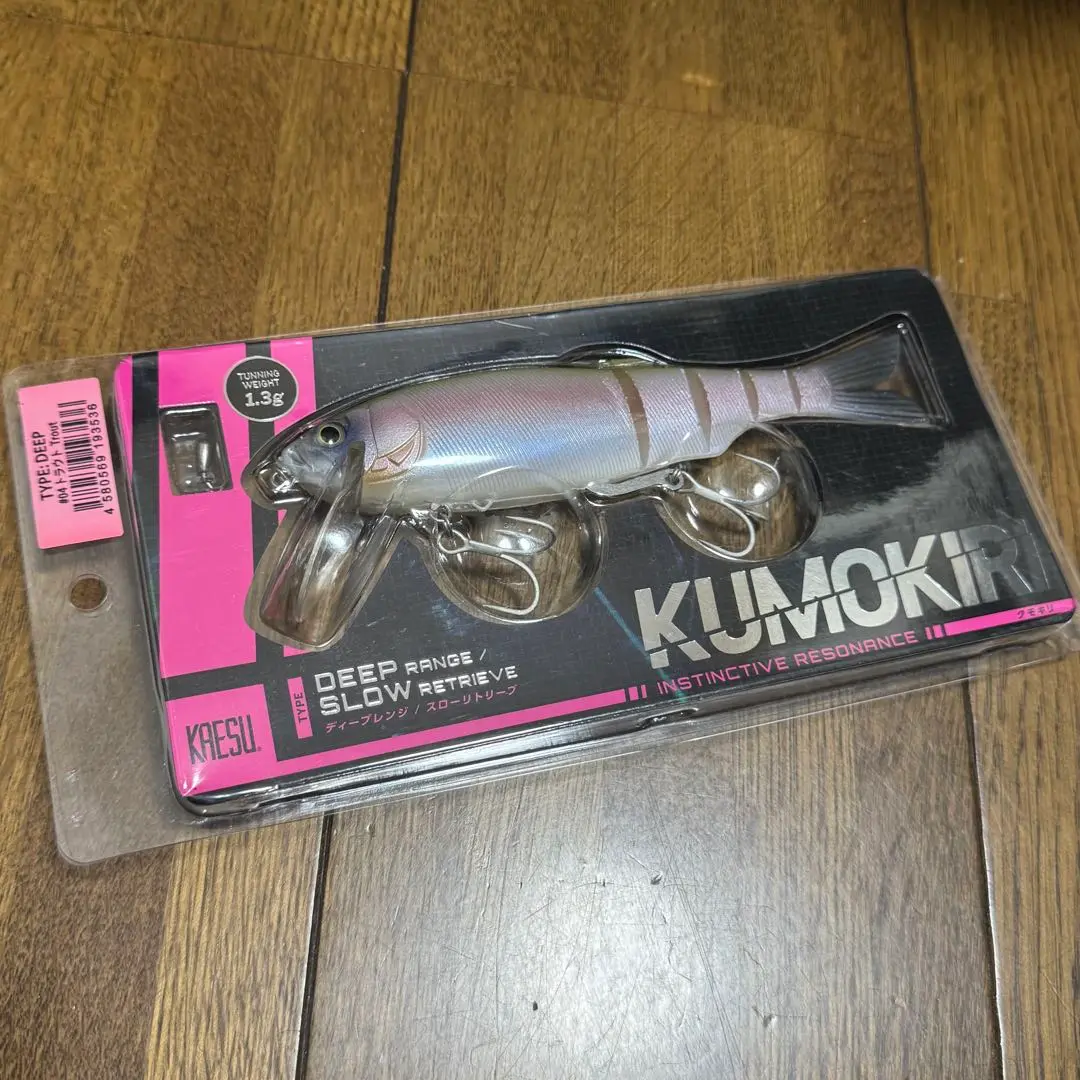 TYPE: DEEP
#04 トラウト Trout
4 580569 193536
TUNNING
WEIGHT
1.3g
KAESU
TYPE
DEEP RANGE /
SLOW RETRIEVE
ディープレンジ / スローリトリーブ
KUMOKIRI
INSTINCTIVE RESONANCE
クモキリ